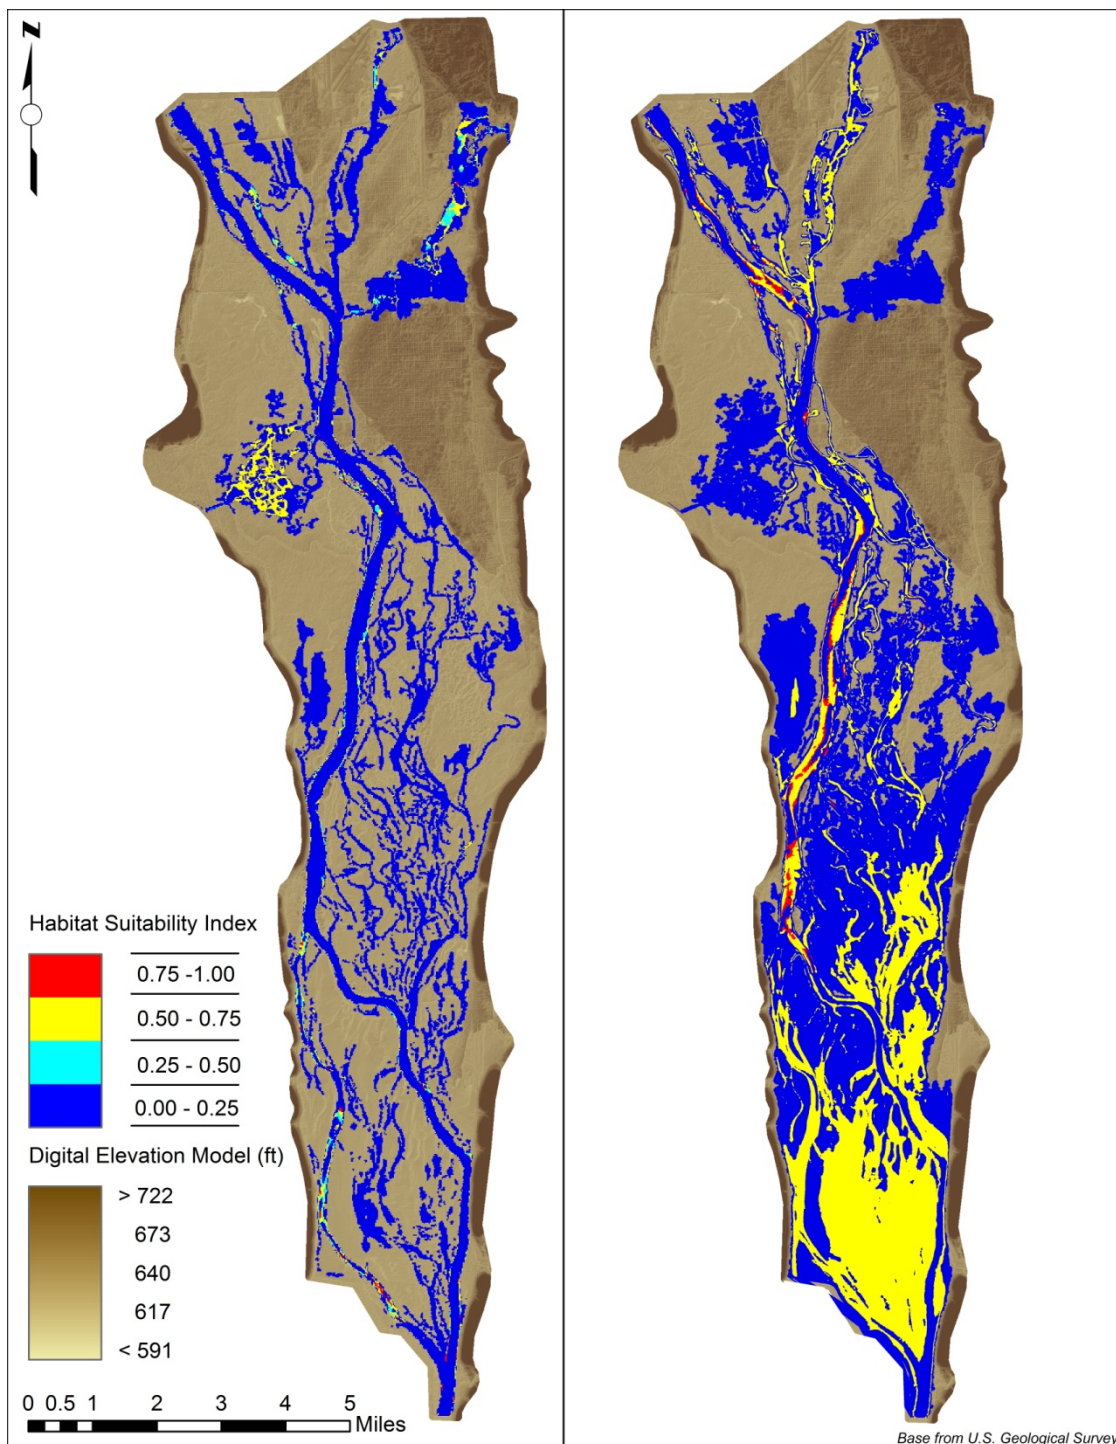 N
Habitat Suitability Index
0.75 -1.00
0.50 - 0.75
0.25 - 0.50
0.00 - 0.25
Digital Elevation Model (ft)
> 722
673
640
617
< 591
0 0.5 1 2 3 4 5
Miles
Base from U.S. Geological Survey